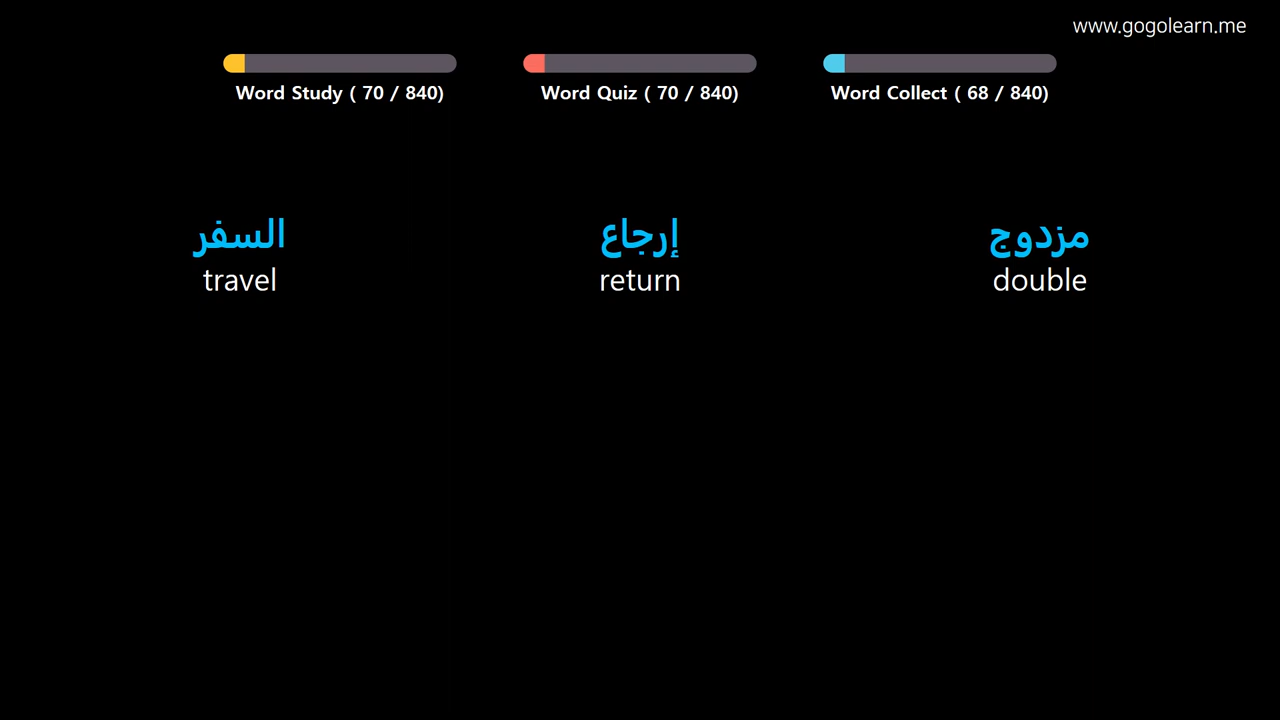 www.gogolearn.me
Word Study ( 70 / 840)
Word Quiz ( 70 / 840)
Word Collect ( 68 / 840)
السفر
travel
إرجاع
return
مزدوج
double